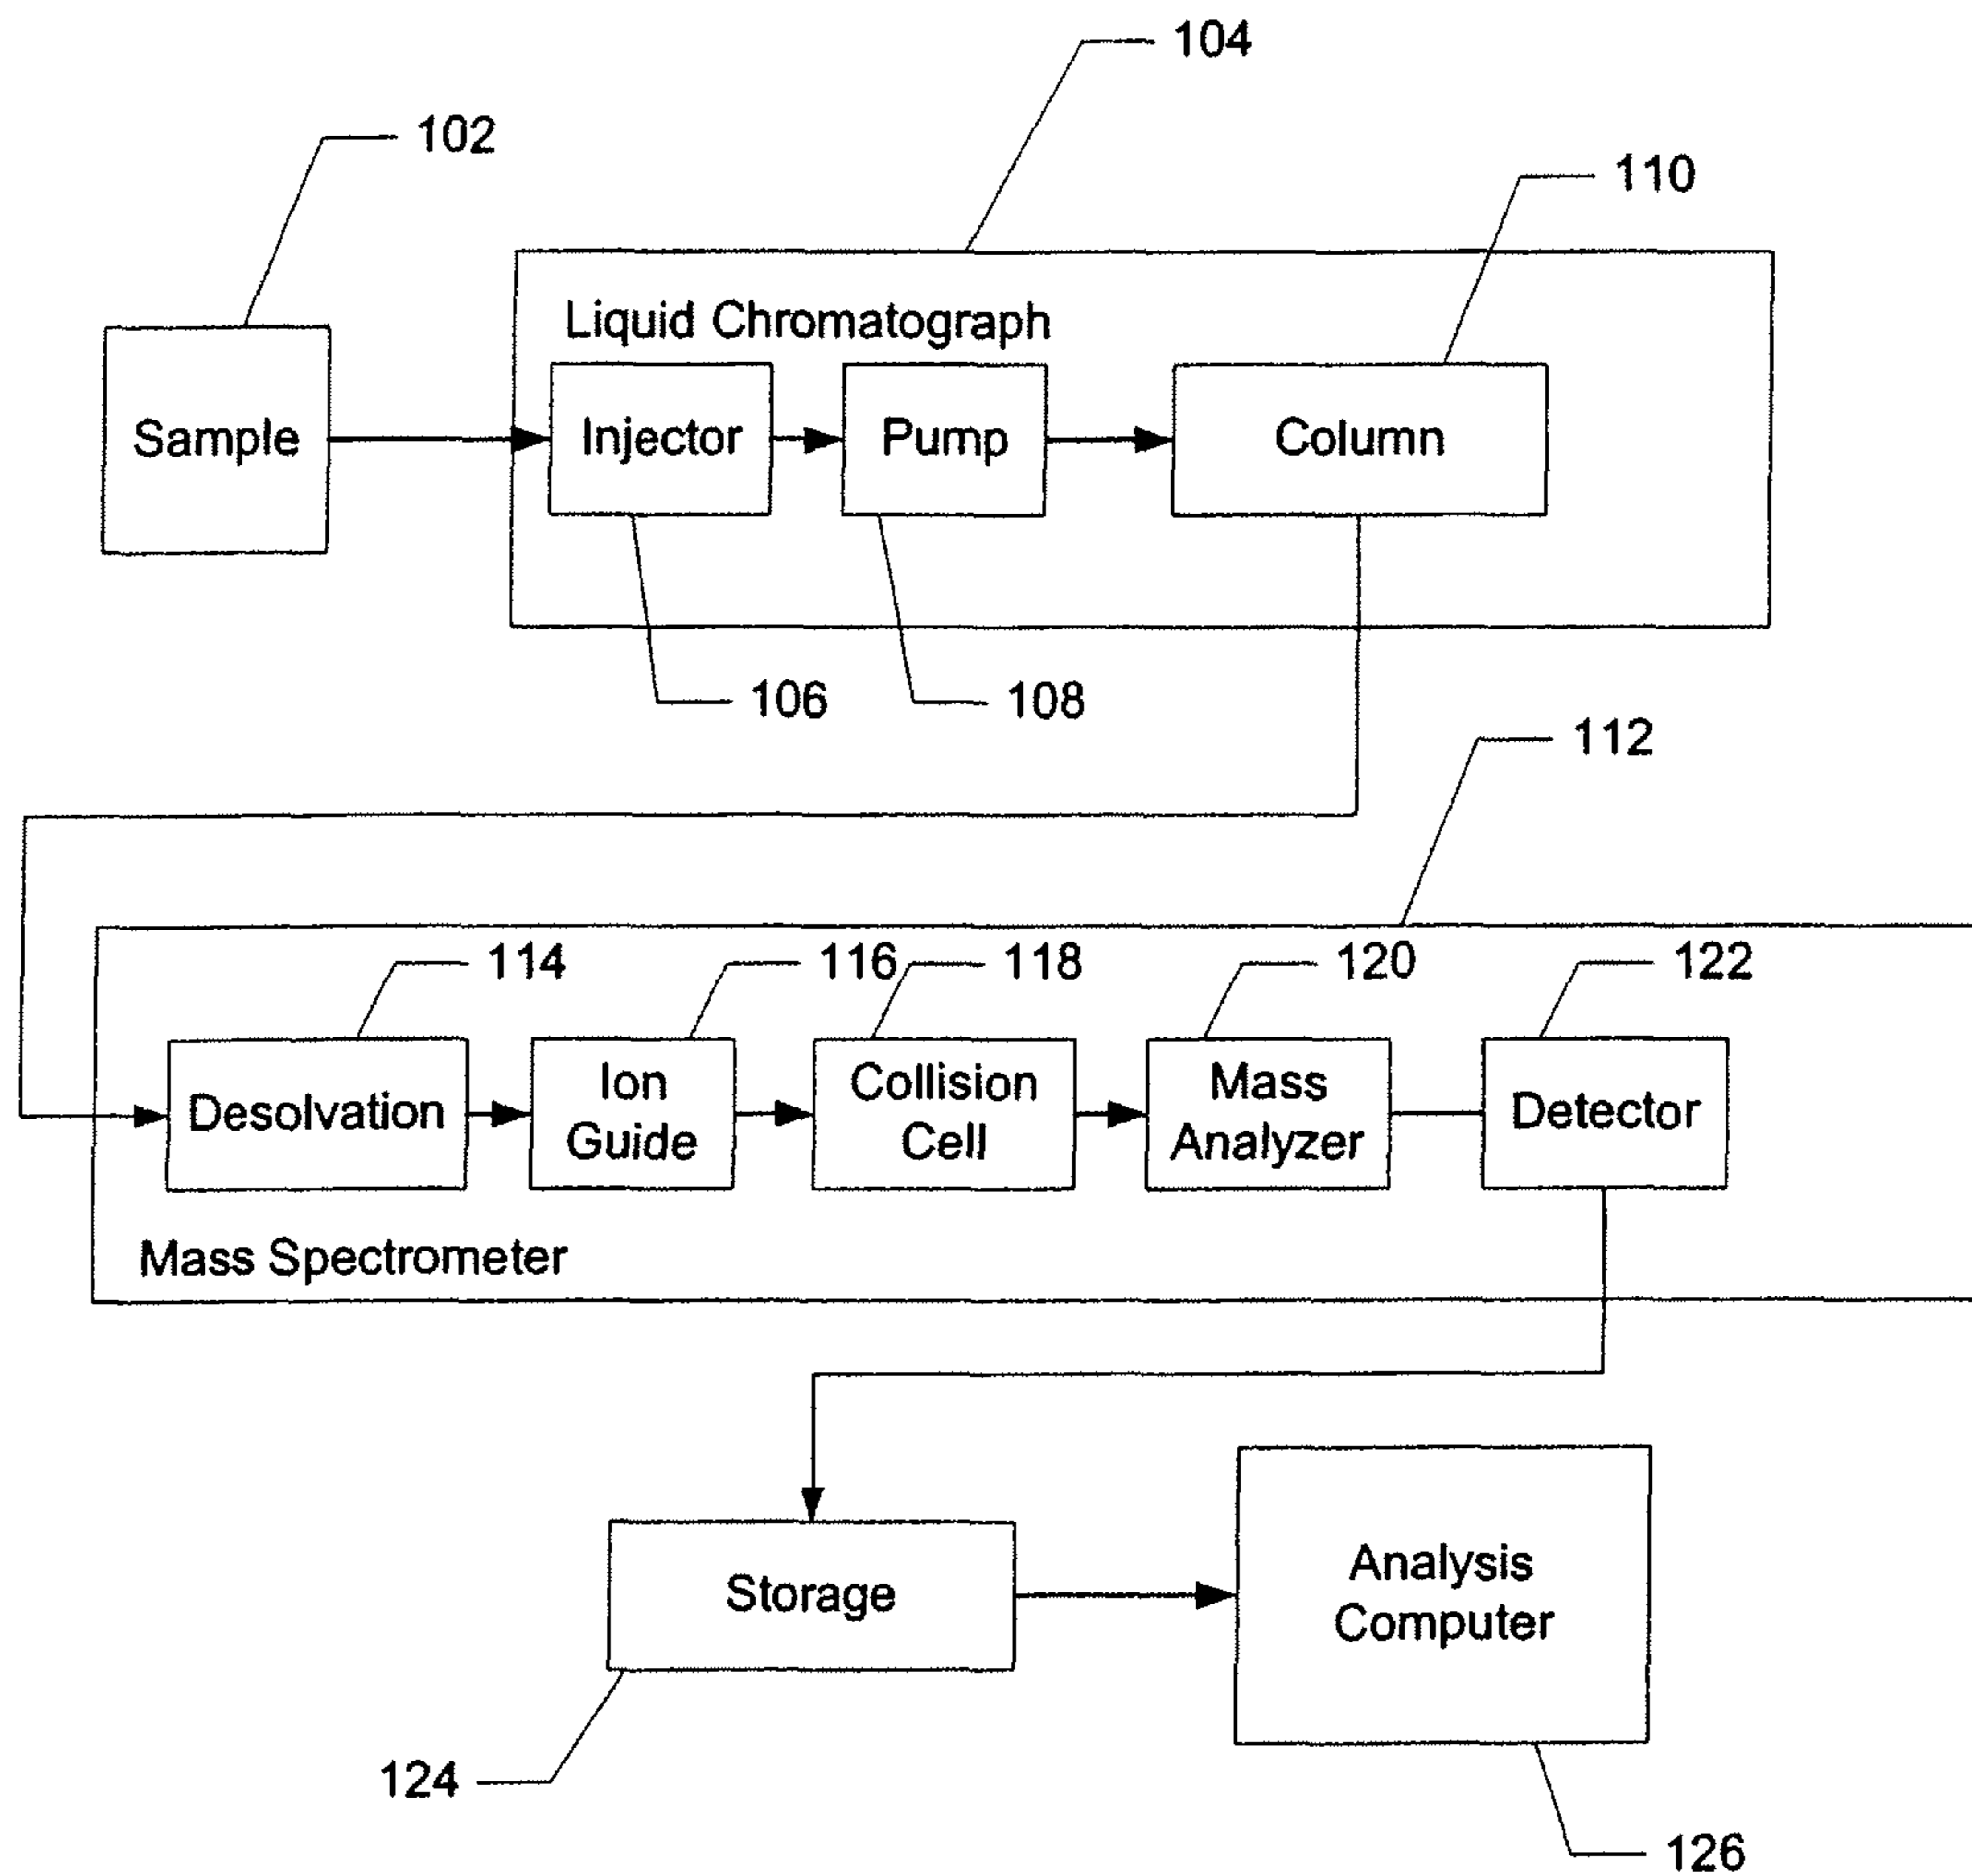 104
102
110
Liquid Chromatograph
Sample
Injector
Pump
Column
106
108
112
114
116
118
120
122
Desolvation
Ion
Guide
Collision
Cell
Mass
Analyzer
Detector
Mass Spectrometer
Storage
Analysis
Computer
124
126